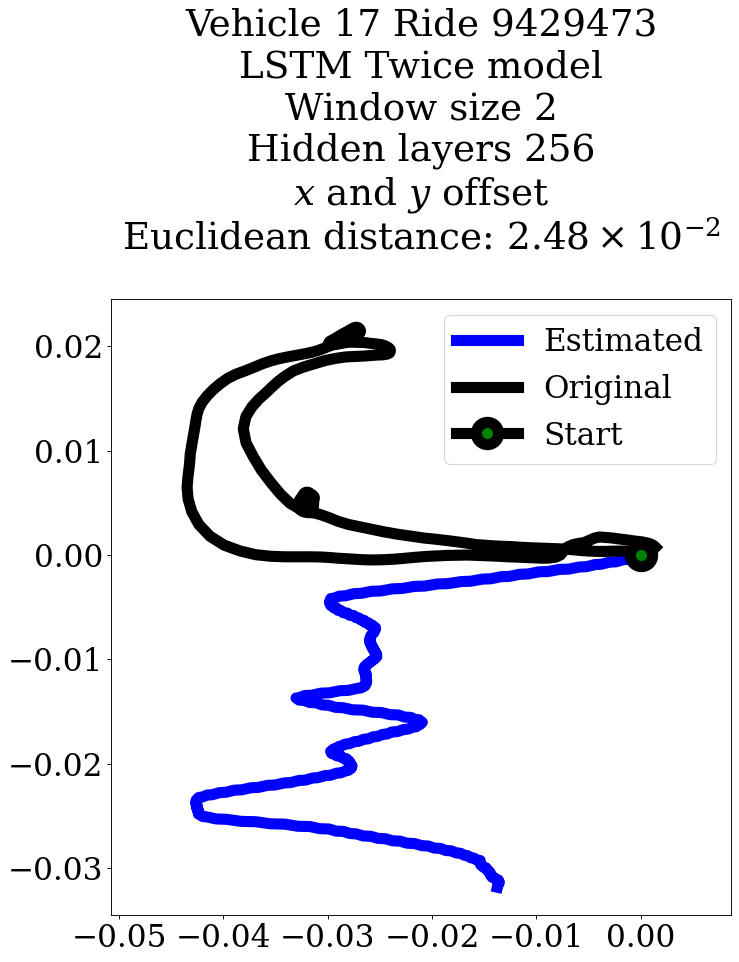 Vehicle 17 Ride 9429473
LSTM Twice model
Window size 2
Hidden layers 256
x and y offset
Euclidean distance: 2.48 × 10⁻²
Estimated
Original
Start
0.02
0.01
0.00
−0.01
−0.02
−0.03
−0.05 −0.04 −0.03 −0.02 −0.01 0.00